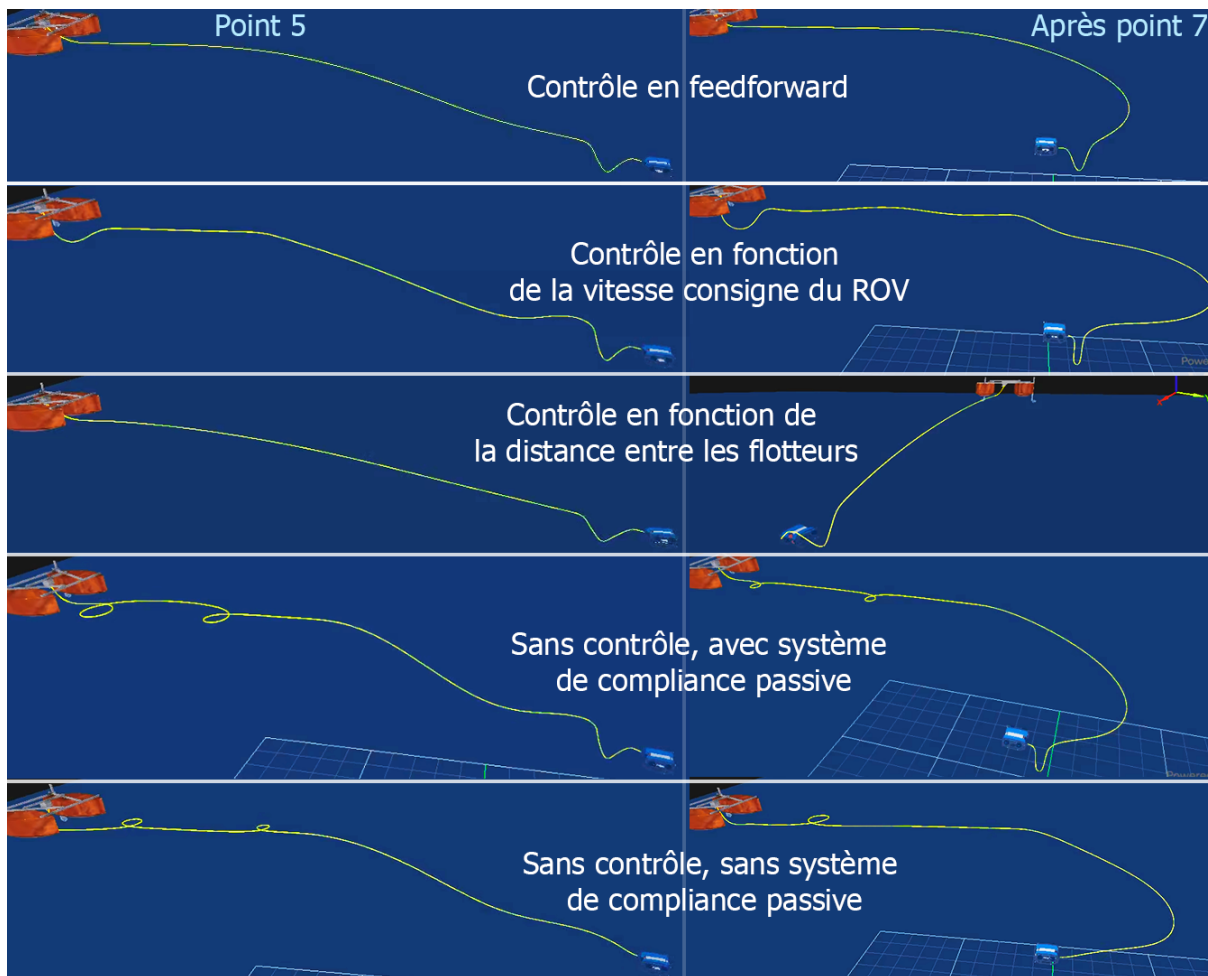 Point 5
Après point 7
Contrôle en feedforward
Contrôle en fonction
de la vitesse consigne du ROV
Contrôle en fonction de
la distance entre les flotteurs
Sans contrôle, avec système
de compliance passive
Sans contrôle, sans système
de compliance passive